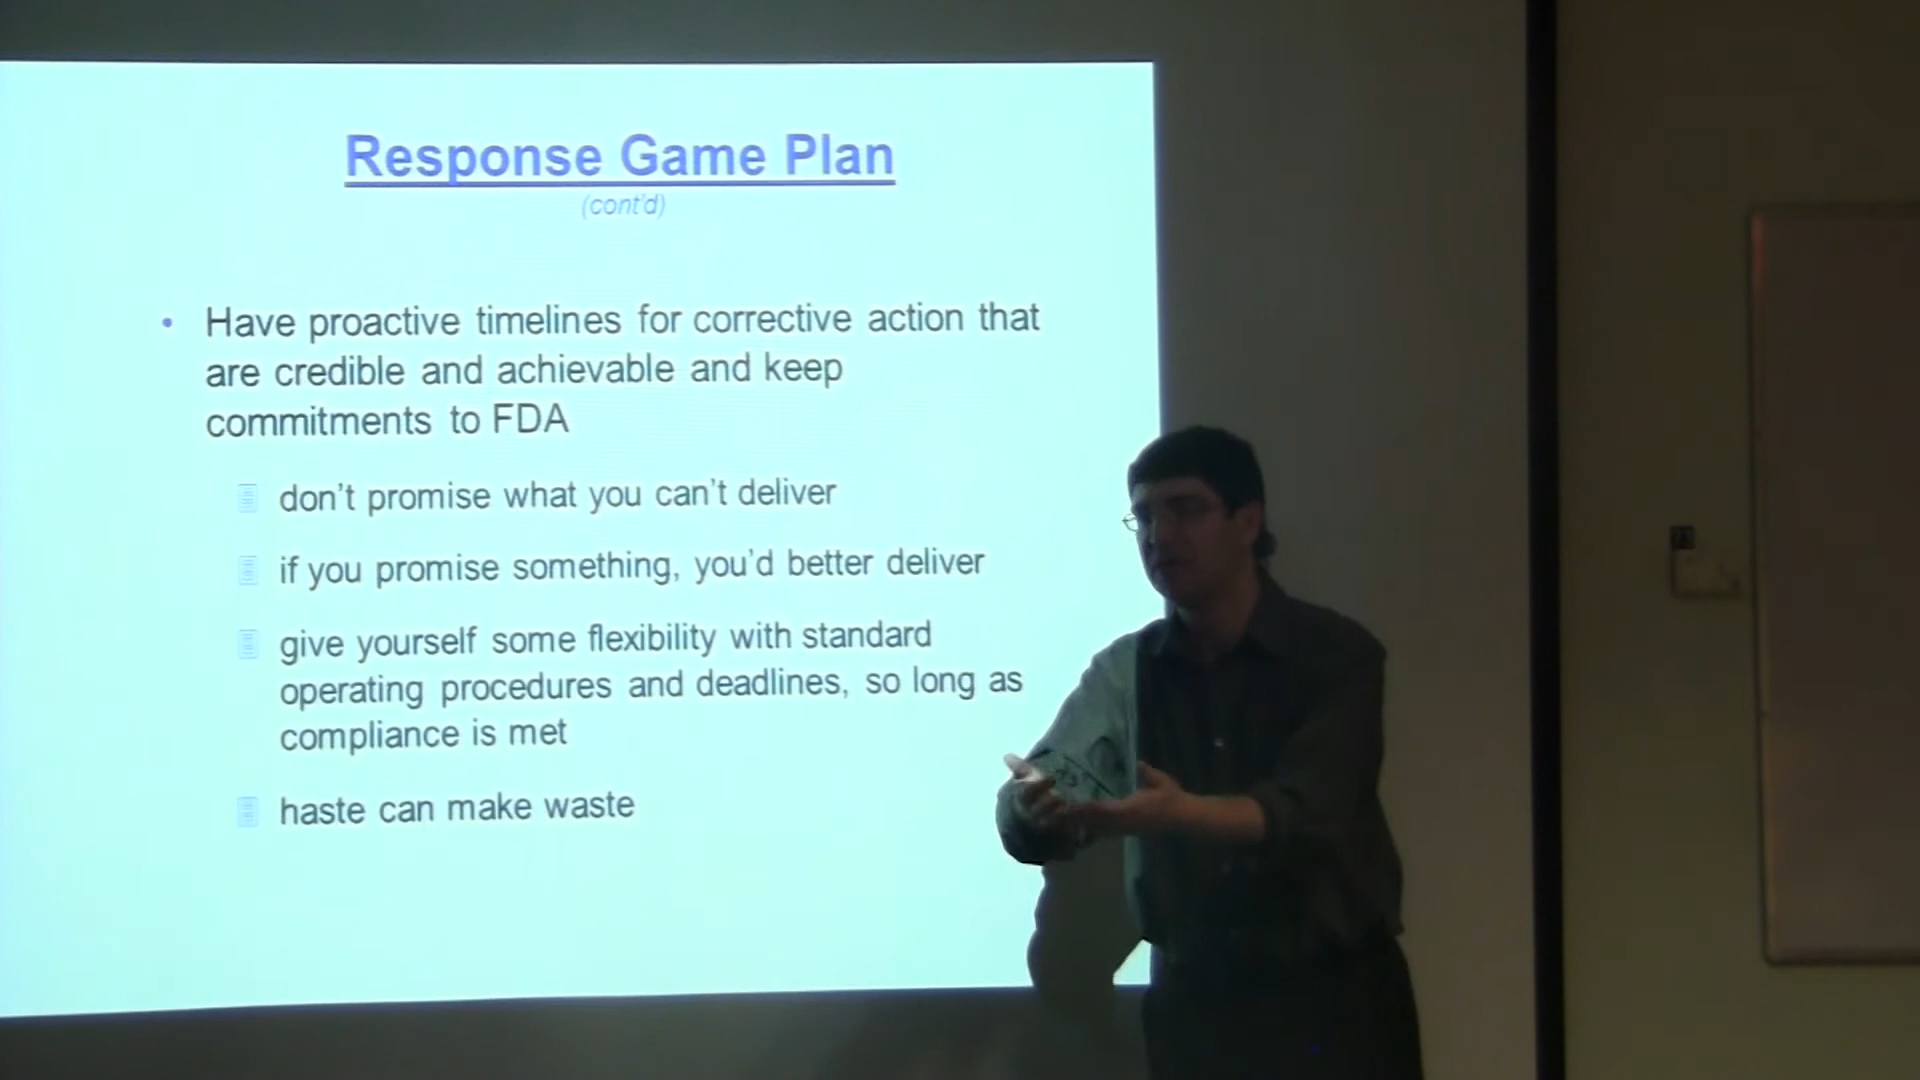 Response Game Plan
(cont'd)
• Have proactive timelines for corrective action that
are credible and achievable and keep
commitments to FDA
don't promise what you can't deliver
if you promise something, you'd better deliver
give yourself some flexibility with standard
operating procedures and deadlines, so long as
compliance is met
haste can make waste